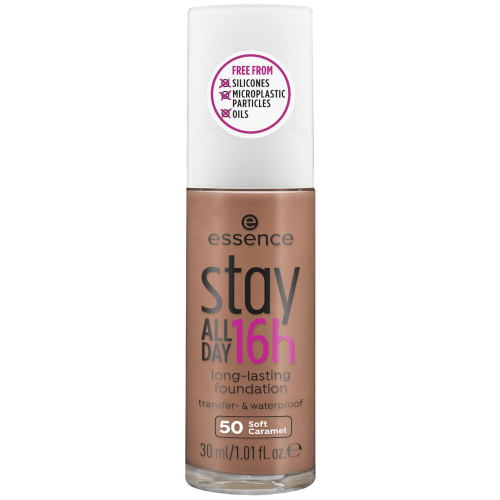 FREE FROM
SILICONES
MICROPLASTIC
PARTICLES
OILS
e
essence
stay
ALL
DAY 16h
long-lasting
foundation
transfer- & waterproof
50 Soft
Caramel
30 ml/1.01 fl. oz. ℮